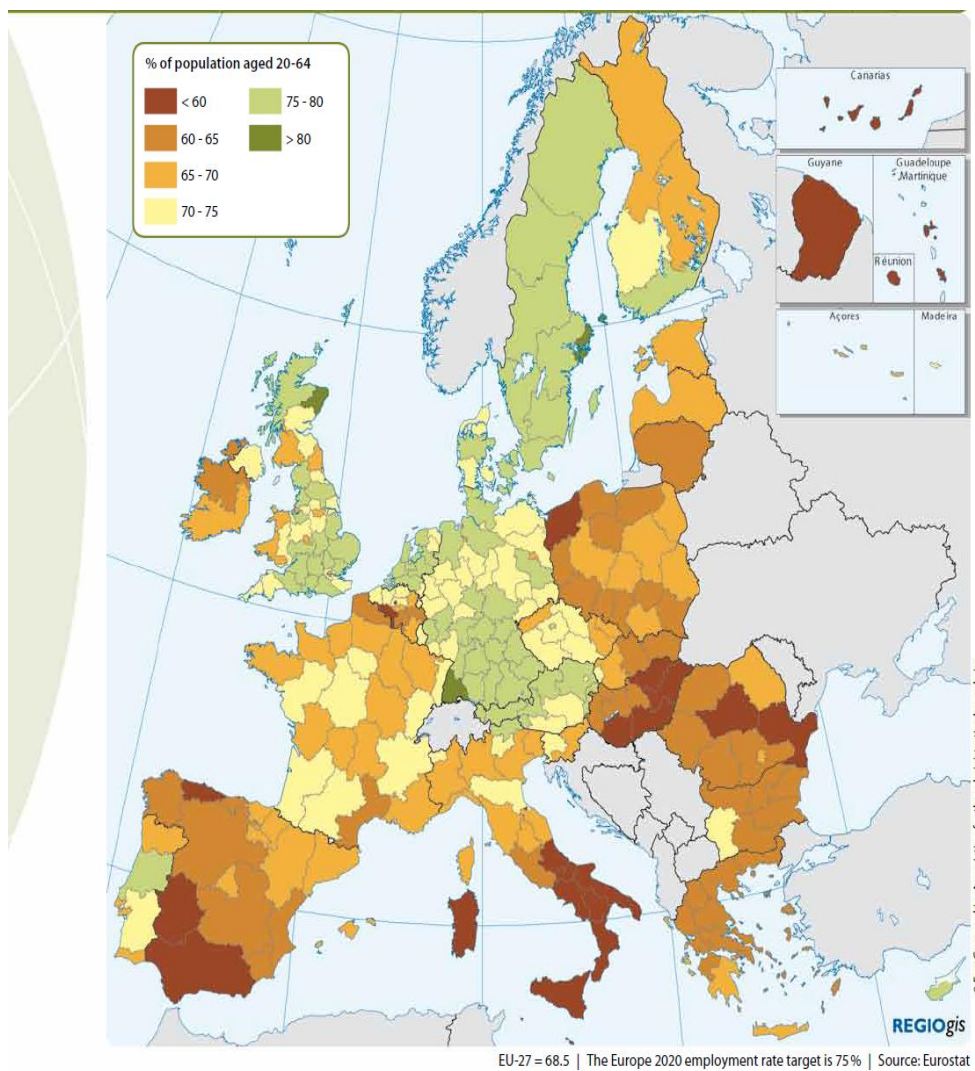 % of population aged 20-64
< 60
60 - 65
65 - 70
70 - 75
75 - 80
> 80
Canarias
Guyane
Guadeloupe
Martinique
Réunion
Açores
Madeira
REGIOgis
EU-27 = 68.5 | The Europe 2020 employment rate target is 75% | Source: Eurostat